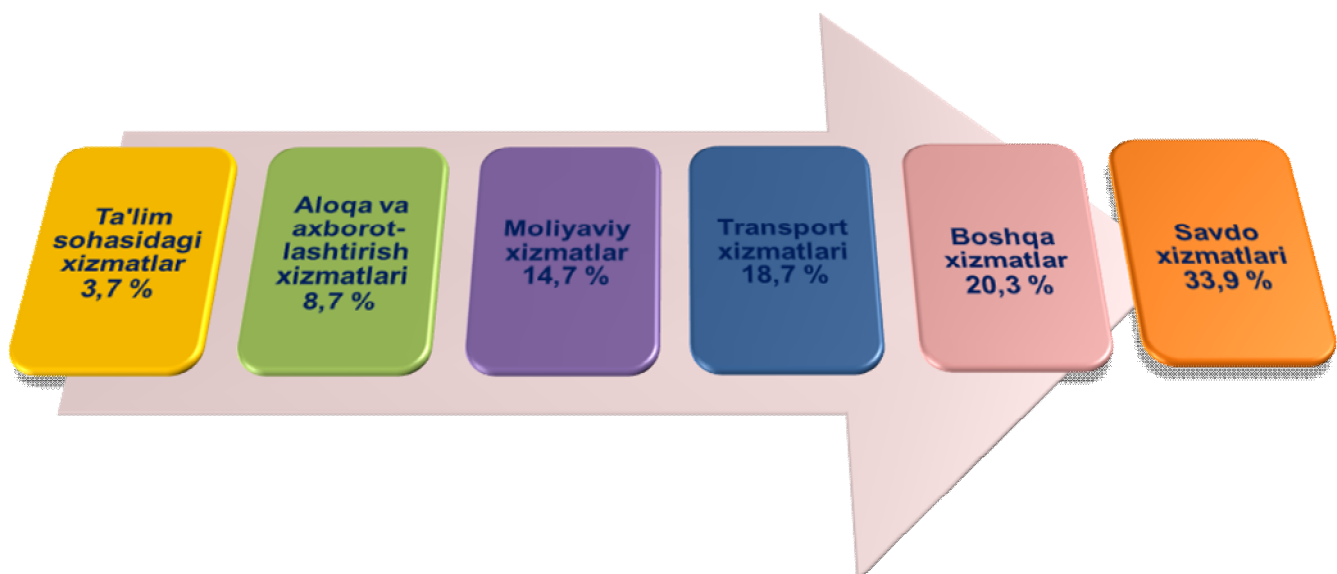 Ta'lim
sohasidagi
xizmatlar
3,7 %
Aloqa va
axborot-
lashtirish
xizmatlari
8,7 %
Moliyaviy
xizmatlar
14,7 %
Transport
xizmatlari
18,7 %
Boshqa
xizmatlar
20,3 %
Savdo
xizmatlari
33,9 %